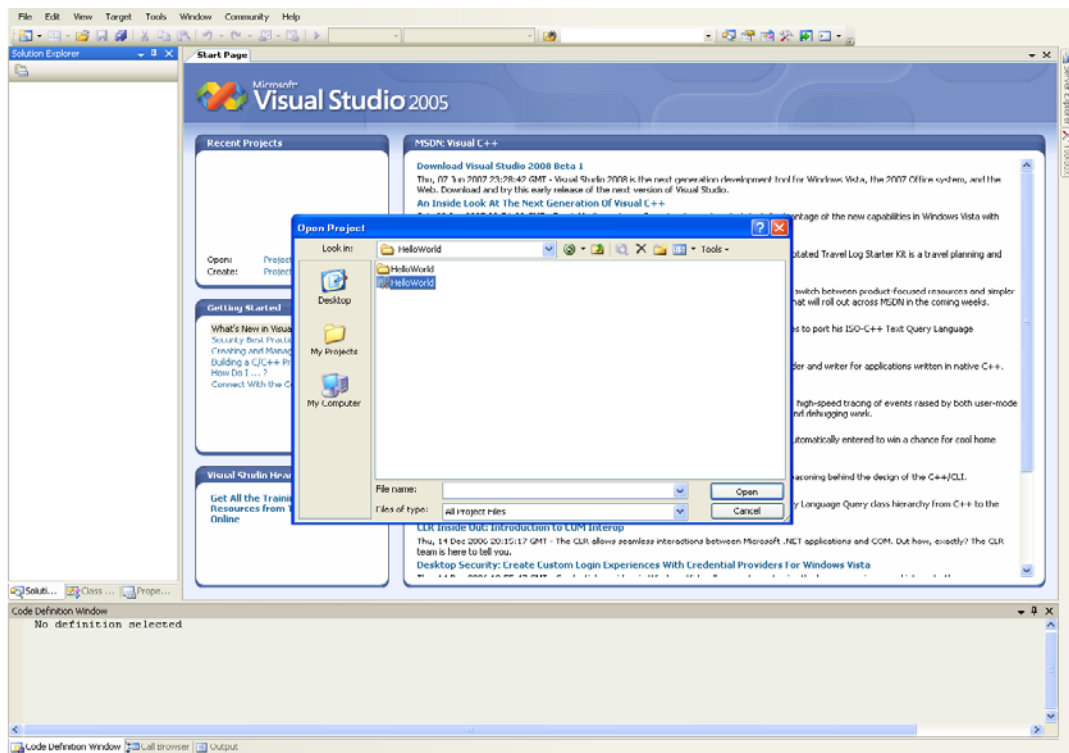 File Edit View Target Tools Window Community Help
Solution Explorer
Start Page
Server Explorer
Toolbox
Microsoft
Visual Studio 2005
Recent Projects
Open: Project
Create: Project
Getting Started
What's New in Visua
Security Best Practi
Creating and Manag
Building a C/C++ Pr
How Do I ... ?
Connect With the C
Visual Studio Hea
Get All the Traini
Resources from
Online
MSDN: Visual C++
Download Visual Studio 2008 Beta 1
Thu, 07 Jun 2007 23:28:42 GMT - Visual Studio 2008 is the next generation development tool for Windows Vista, the 2007 Office system, and the
Web. Download and try this early release of the next version of Visual Studio.
An Inside Look At The Next Generation Of Visual C++
antage of the new capabilities in Windows Vista with
otated Travel Log Starter Kit is a travel planning and
switch between product-focused resources and simpler
hat will roll out across MSDN in the coming weeks.
es to port his ISO-C++ Text Query Language
der and writer for applications written in native C++.
high-speed tracing of events raised by both user-mode
nd debugging work.
utomatically entered to win a chance for cool home
asoning behind the design of the C++/CLI.
y Language Query class hierarchy from C++ to the
CLR Inside Out: Introduction to COM Interop
Thu, 14 Dec 2006 20:15:17 GMT - The CLR allows seamless interactions between Microsoft .NET applications and COM. But how, exactly? The CLR
team is here to tell you.
Desktop Security: Create Custom Login Experiences With Credential Providers For Windows Vista
Open Project
Look in: HelloWorld
Tools
HelloWorld
HelloWorld
Desktop
My Projects
My Computer
File name:
Open
Files of type: All Project Files
Cancel
Soluti... Class ... Prope...
Code Definition Window
No definition selected
Code Definition Window Call Browser Output